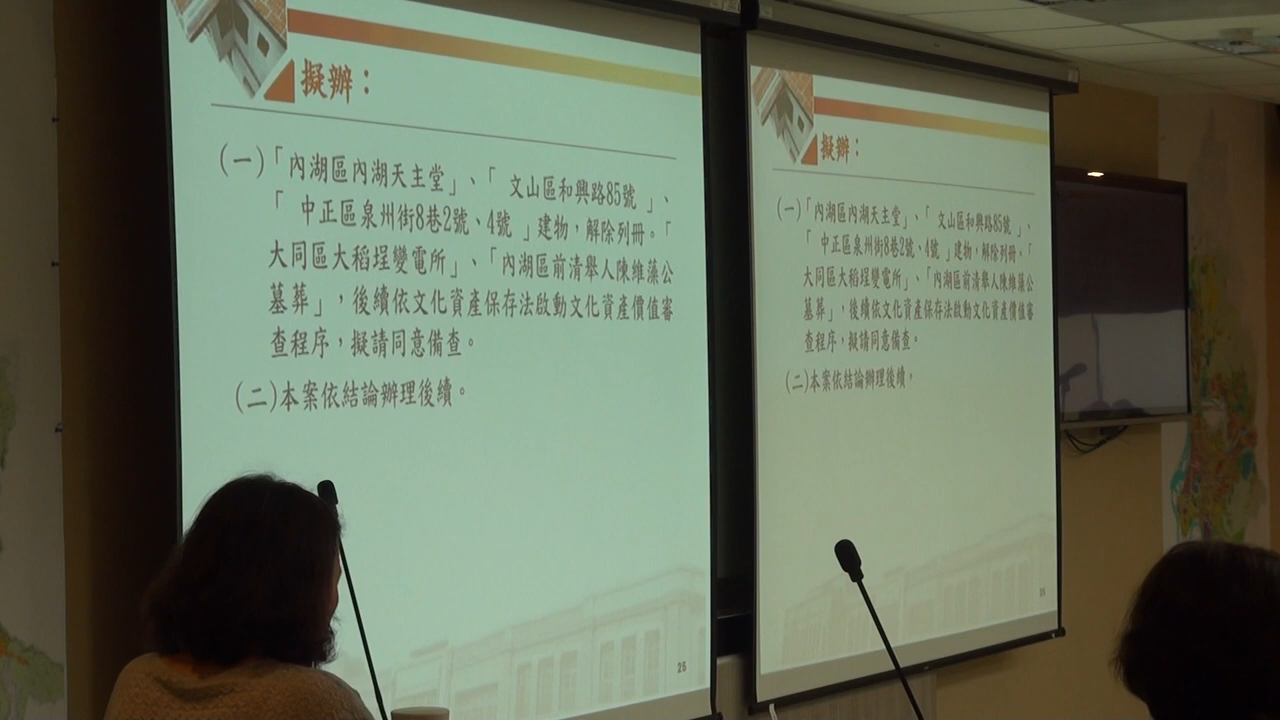 擬辦：
(一)「內湖區內湖天主堂」、「 文山區和興路85號 」、
「 中正區泉州街8巷2號、4號 」建物，解除列冊。「
大同區大稻埕變電所」、「內湖區前清舉人陳維藻公
墓葬」，後續依文化資產保存法啟動文化資產價值審
查程序，擬請同意備查。
(二)本案依結論辦理後續。
25
擬辦：
(一)「內湖區內湖天主堂」、「 文山區和興路85號 」、
「 中正區泉州街8巷2號、4號 」建物，解除列冊。「
大同區大稻埕變電所」、「內湖區前清舉人陳維藻公
墓葬」，後續依文化資產保存法啟動文化資產價值審
查程序，擬請同意備查。
(二)本案依結論辦理後續。